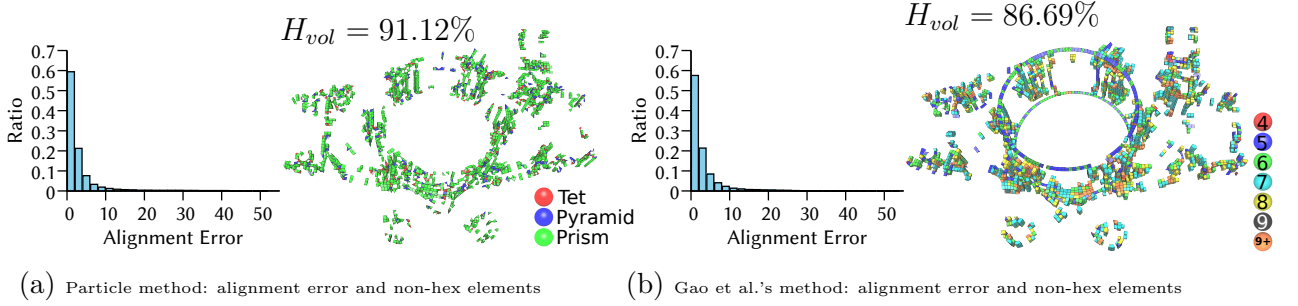 H_vol = 91.12%
0.7
0.6
0.5
0.4
0.3
0.2
0.1
0
Ratio
0 10 20 30 40 50
Alignment Error
Tet
Pyramid
Prism
(a) Particle method: alignment error and non-hex elements
H_vol = 86.69%
0.7
0.6
0.5
0.4
0.3
0.2
0.1
0
Ratio
0 10 20 30 40 50
Alignment Error
4
5
6
7
8
9
9+
(b) Gao et al.'s method: alignment error and non-hex elements